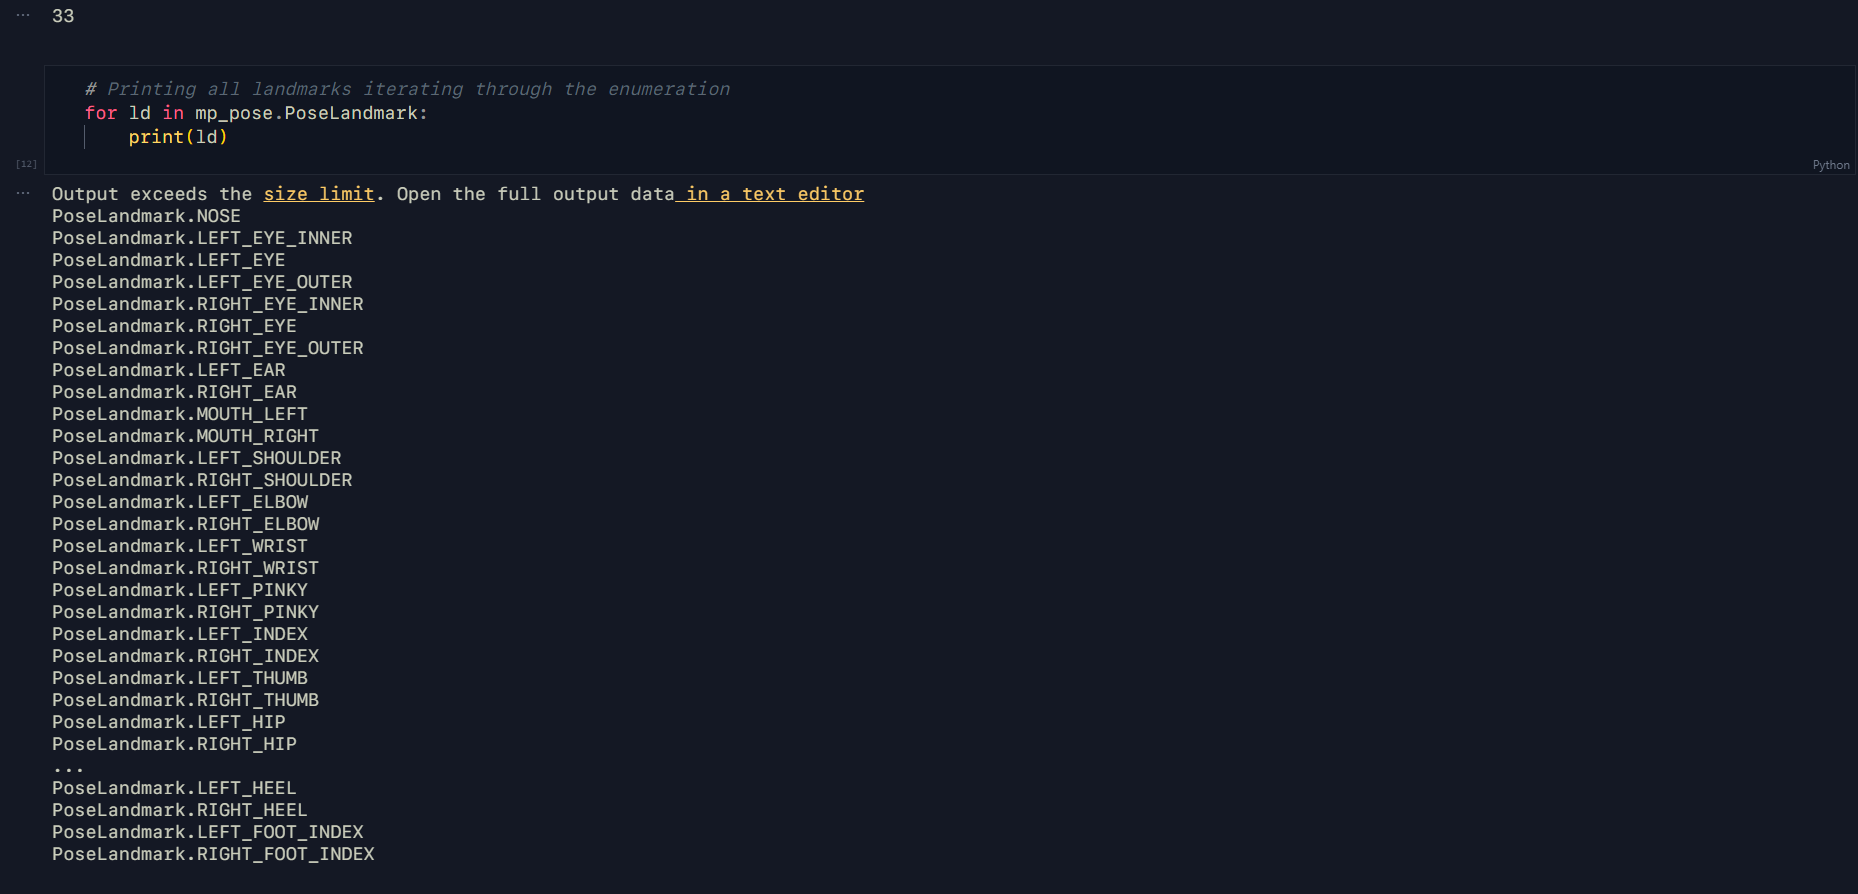 ... 33
# Printing all landmarks iterating through the enumeration
for ld in mp_pose.PoseLandmark:
    print(ld)
[12]
Python
... Output exceeds the size limit. Open the full output data in a text editor
PoseLandmark.NOSE
PoseLandmark.LEFT_EYE_INNER
PoseLandmark.LEFT_EYE
PoseLandmark.LEFT_EYE_OUTER
PoseLandmark.RIGHT_EYE_INNER
PoseLandmark.RIGHT_EYE
PoseLandmark.RIGHT_EYE_OUTER
PoseLandmark.LEFT_EAR
PoseLandmark.RIGHT_EAR
PoseLandmark.MOUTH_LEFT
PoseLandmark.MOUTH_RIGHT
PoseLandmark.LEFT_SHOULDER
PoseLandmark.RIGHT_SHOULDER
PoseLandmark.LEFT_ELBOW
PoseLandmark.RIGHT_ELBOW
PoseLandmark.LEFT_WRIST
PoseLandmark.RIGHT_WRIST
PoseLandmark.LEFT_PINKY
PoseLandmark.RIGHT_PINKY
PoseLandmark.LEFT_INDEX
PoseLandmark.RIGHT_INDEX
PoseLandmark.LEFT_THUMB
PoseLandmark.RIGHT_THUMB
PoseLandmark.LEFT_HIP
PoseLandmark.RIGHT_HIP
...
PoseLandmark.LEFT_HEEL
PoseLandmark.RIGHT_HEEL
PoseLandmark.LEFT_FOOT_INDEX
PoseLandmark.RIGHT_FOOT_INDEX